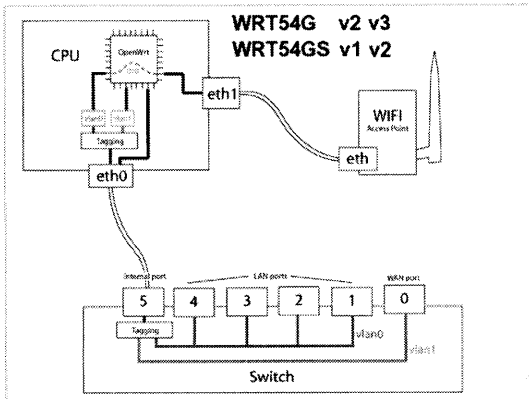 WRT54G v2 v3
WRT54GS v1 v2
CPU
OpenWrt
eth1
WIFI
Access Point
eth
vlan0
vlan1
Tagging
eth0
Internal port
LAN ports
WAN port
5
4
3
2
1
0
Tagging
vlan0
vlan1
Switch